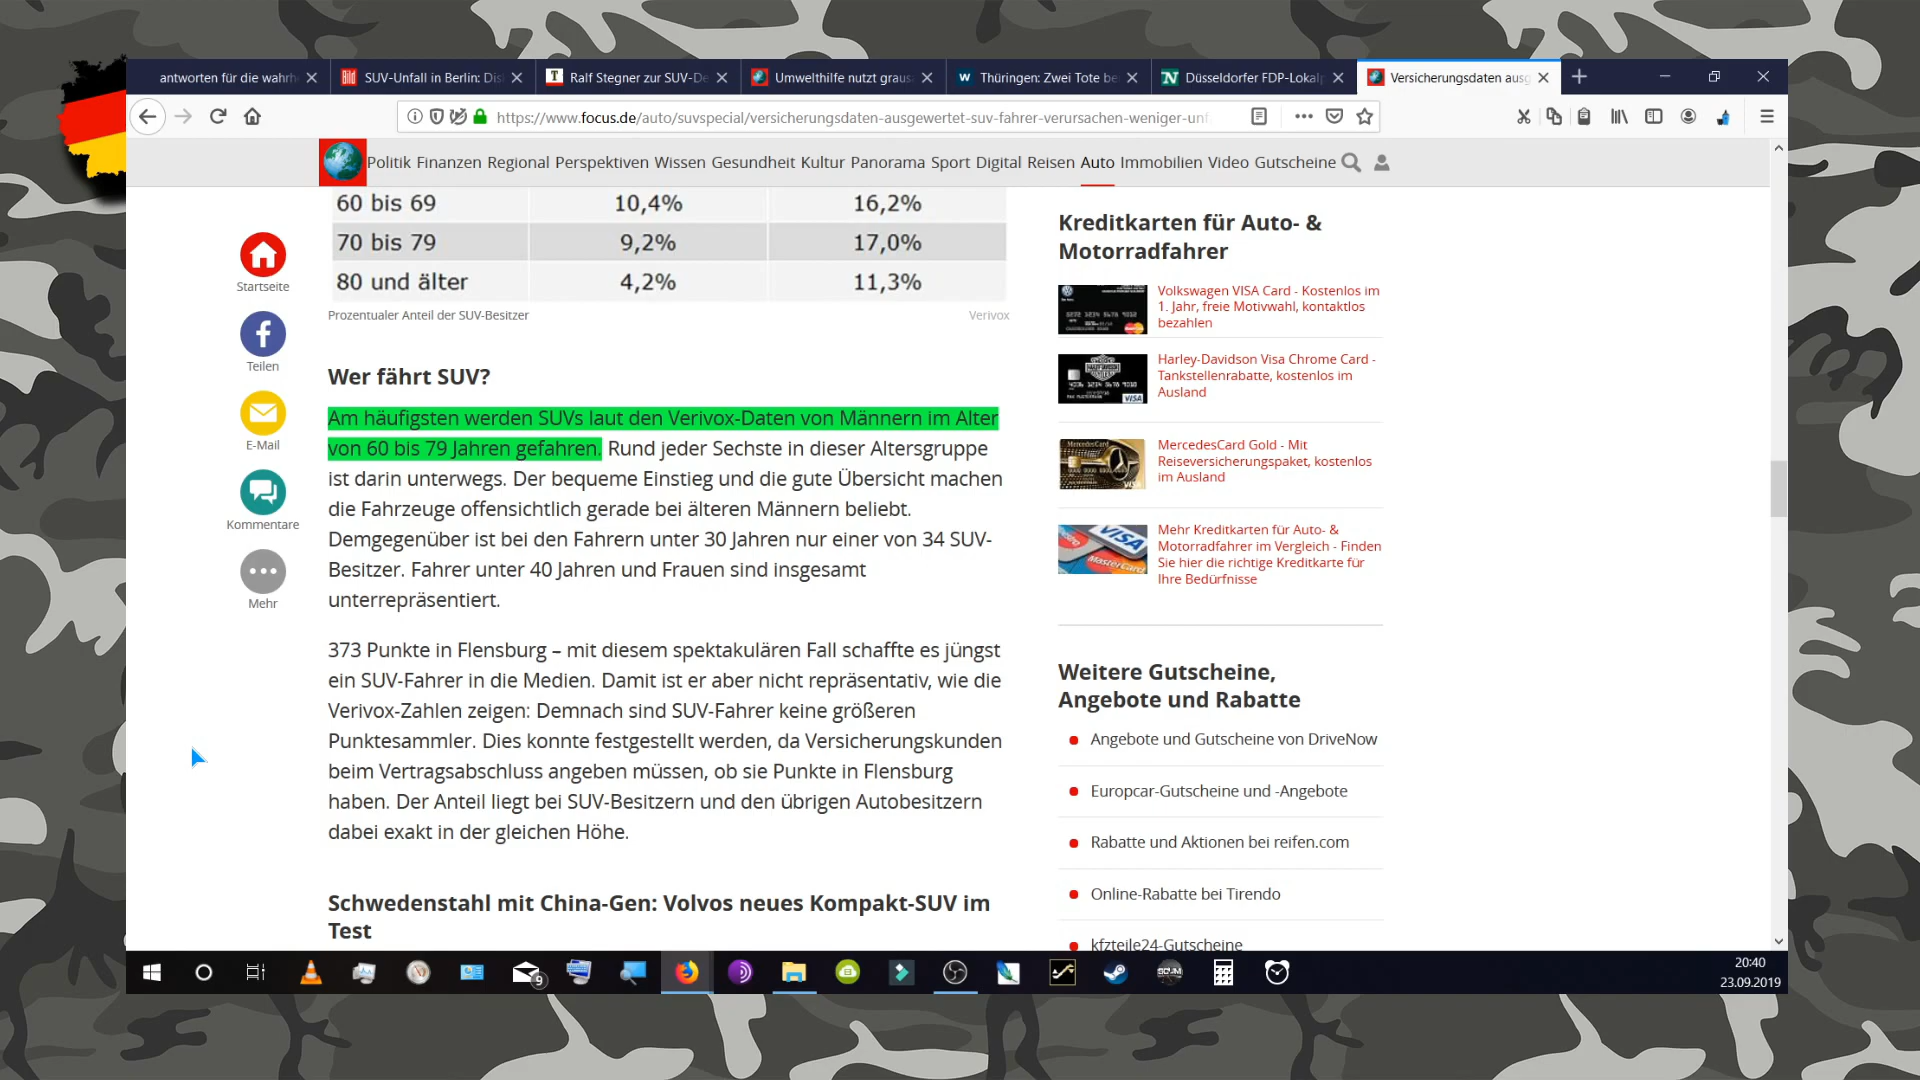 antworten für die wahrh
SUV-Unfall in Berlin: Dis
Ralf Stegner zur SUV-De
Umwelthilfe nutzt graus
Thüringen: Zwei Tote be
Düsseldorfer FDP-Lokalp
Versicherungsdaten ausg
https://www.focus.de/auto/suvspecial/versicherungsdaten-ausgewertet-suv-fahrer-verursachen-weniger-unf
Politik Finanzen Regional Perspektiven Wissen Gesundheit Kultur Panorama Sport Digital Reisen Auto Immobilien Video Gutscheine
60 bis 69 10,4% 16,2%
70 bis 79 9,2% 17,0%
80 und älter 4,2% 11,3%
Prozentualer Anteil der SUV-Besitzer Verivox
Startseite
Teilen
E-Mail
Kommentare
Mehr
Wer fährt SUV?
Am häufigsten werden SUVs laut den Verivox-Daten von Männern im Alter
von 60 bis 79 Jahren gefahren. Rund jeder Sechste in dieser Altersgruppe
ist darin unterwegs. Der bequeme Einstieg und die gute Übersicht machen
die Fahrzeuge offensichtlich gerade bei älteren Männern beliebt.
Demgegenüber ist bei den Fahrern unter 30 Jahren nur einer von 34 SUV-
Besitzer. Fahrer unter 40 Jahren und Frauen sind insgesamt
unterrepräsentiert.
373 Punkte in Flensburg – mit diesem spektakulären Fall schaffte es jüngst
ein SUV-Fahrer in die Medien. Damit ist er aber nicht repräsentativ, wie die
Verivox-Zahlen zeigen: Demnach sind SUV-Fahrer keine größeren
Punktesammler. Dies konnte festgestellt werden, da Versicherungskunden
beim Vertragsabschluss angeben müssen, ob sie Punkte in Flensburg
haben. Der Anteil liegt bei SUV-Besitzern und den übrigen Autobesitzern
dabei exakt in der gleichen Höhe.
Schwedenstahl mit China-Gen: Volvos neues Kompakt-SUV im
Test
Kreditkarten für Auto- &
Motorradfahrer
Volkswagen VISA Card - Kostenlos im
1. Jahr, freie Motivwahl, kontaktlos
bezahlen
Harley-Davidson Visa Chrome Card -
Tankstellenrabatte, kostenlos im
Ausland
MercedesCard Gold - Mit
Reiseversicherungspaket, kostenlos
im Ausland
Mehr Kreditkarten für Auto- &
Motorradfahrer im Vergleich - Finden
Sie hier die richtige Kreditkarte für
Ihre Bedürfnisse
Weitere Gutscheine,
Angebote und Rabatte
Angebote und Gutscheine von DriveNow
Europcar-Gutscheine und -Angebote
Rabatte und Aktionen bei reifen.com
Online-Rabatte bei Tirendo
kfzteile24-Gutscheine
9
20:40
23.09.2019